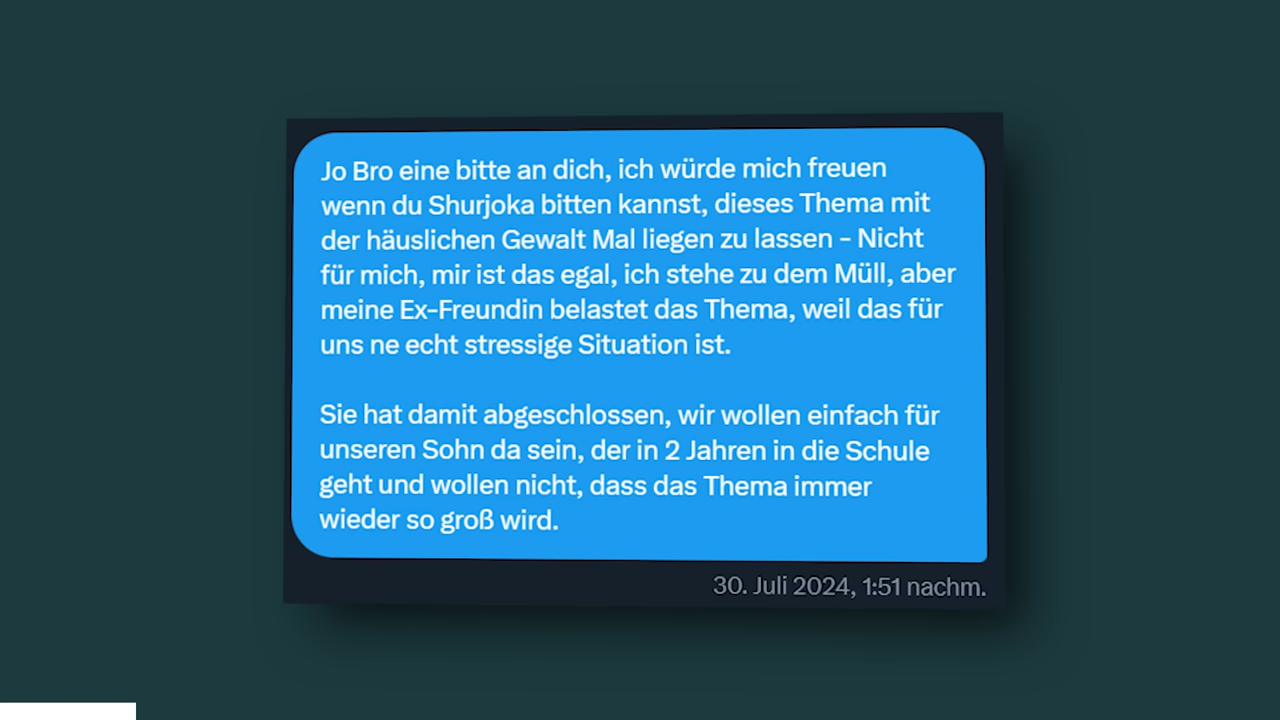 Jo Bro eine bitte an dich, ich würde mich freuen
wenn du Shurjoka bitten kannst, dieses Thema mit
der häuslichen Gewalt Mal liegen zu lassen - Nicht
für mich, mir ist das egal, ich stehe zu dem Müll, aber
meine Ex-Freundin belastet das Thema, weil das für
uns ne echt stressige Situation ist.
Sie hat damit abgeschlossen, wir wollen einfach für
unseren Sohn da sein, der in 2 Jahren in die Schule
geht und wollen nicht, dass das Thema immer
wieder so groß wird.
30. Juli 2024, 1:51 nachm.